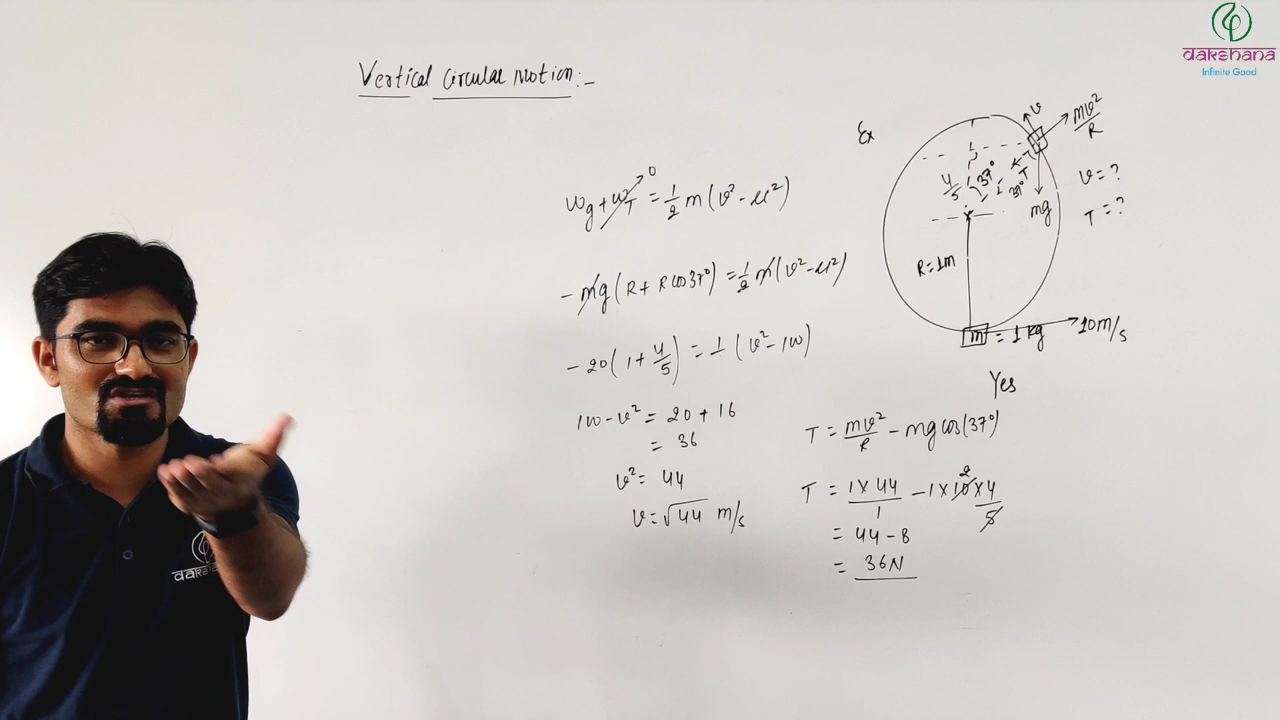 dakshana
Infinite Good
Vertical Circular Motion:-
Ex
v
mv²/R
4/5
37°
37°
T
mg
v = ?
T = ?
R = 1m
m = 1 kg
10 m/s
Wg + WT = 1/2 m (v² - u²)
0
- mg (R + R cos 37°) = 1/2 m (v² - u²)
- 20 (1 + 4/5) = 1 (v² - 100)
100 - v² = 20 + 16
= 36
v² = 44
v = √44 m/s
Yes
T = mv²/R - mg cos (37°)
T = 1 × 44/1 - 1 × 10 × 4/5
2
= 44 - 8
= 36N